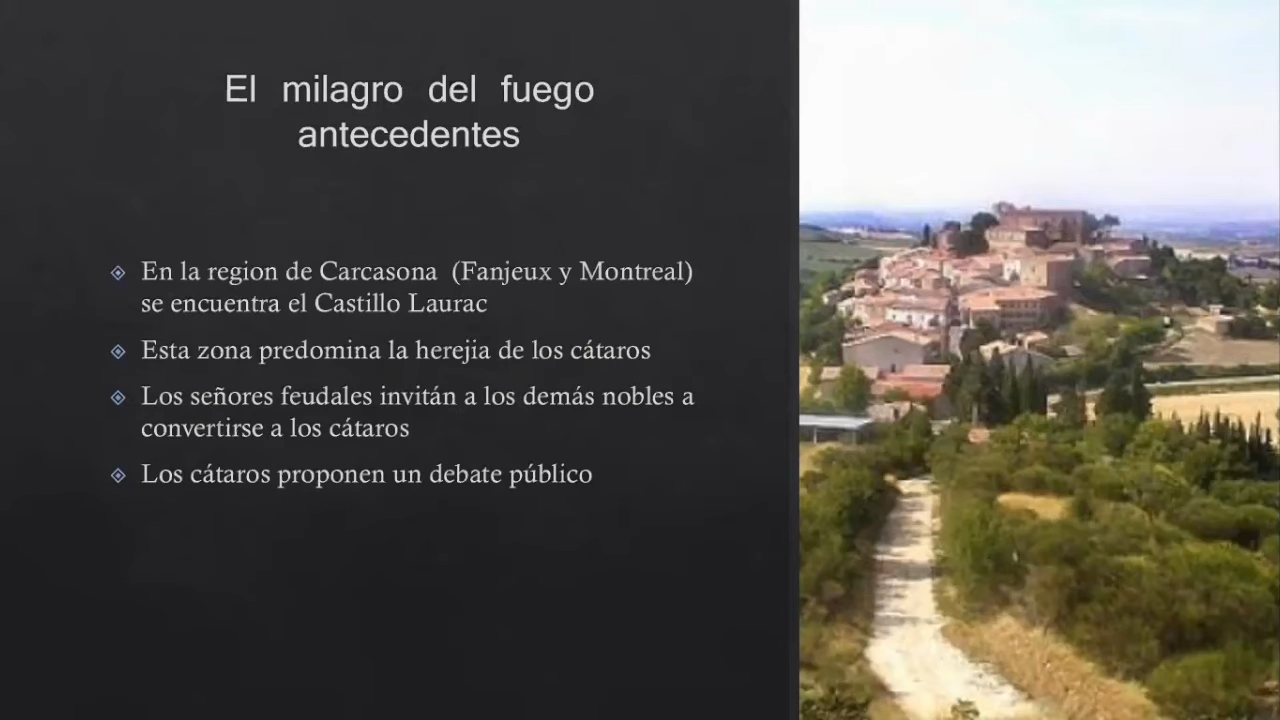 El milagro del fuego
antecedentes
En la region de Carcasona (Fanjeux y Montreal)
se encuentra el Castillo Laurac
Esta zona predomina la herejia de los cátaros
Los señores feudales invitán a los demás nobles a
convertirse a los cátaros
Los cátaros proponen un debate público